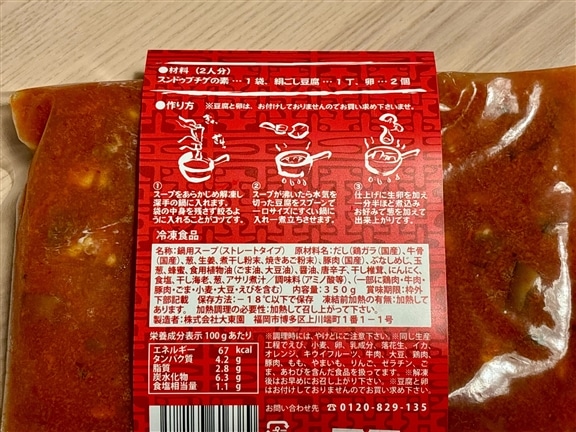 ●材料（2人分）
スンドゥブチゲの素…1袋、絹ごし豆腐…1丁、卵…2個
●作り方 ※豆腐と卵は、お付けしておりませんのでお買い求め下さいませ。
①
スープをあらかじめ解凍し
深手の鍋に入れます。
袋の中身を残さず絞るよ
うに入れることがコツです。
②
スープが沸いたら水気を
切った豆腐をスプーンで
一口サイズにすくい鍋に
入れ一煮立ちさせます。
③
仕上げに生卵を加え
一分半ほど煮込み
お好みで葱を加えて
出来上がりです。
冷凍食品
名称：鍋用スープ（ストレートタイプ） 原材料名：だし（鶏ガラ（国産）、牛骨
（国産）、葱、生姜、煮干し粉末、焼きあご粉末）、豚肉（国産）、ぶなしめじ、玉
葱、蜂蜜、食用植物油（ごま油、大豆油）、醤油、唐辛子、干し椎茸、にんにく、
食塩、干し海老、葱、アサリ煮汁／調味料（アミノ酸等）、（一部に鶏肉・牛肉・
豚肉・ごま・小麦・大豆・えびを含む） 内容量：350g 賞味期限：枠外
下部記載 保存方法：－18℃以下で保存 凍結前加熱の有無：加熱して
あります。 加熱調理の必要性：加熱して召し上がって下さい。
製造者：株式会社大東園 福岡市博多区上川端町1番1－1号
栄養成分表示 100gあたり
エネルギー 67 kcal
タンパク質 4.2 g
脂質 2.8 g
炭水化物 6.3 g
食塩相当量 1.1 g
※調理時には、やけどにご注意下さい。※同じ生産
工程でえび、小麦、卵、乳成分、落花生、イカ、
オレンジ、キウイフルーツ、牛肉、大豆、鶏肉、
豚肉、もも、やまいも、りんご、ゼラチン、ご
ま、あわびを含んだ食品を扱ってます。※解凍
後はお早めにお召し上がり下さい。※豆腐と卵
はお付けしておりませんのでお買い求め下さい。
お問い合わせ先 0120-829-135